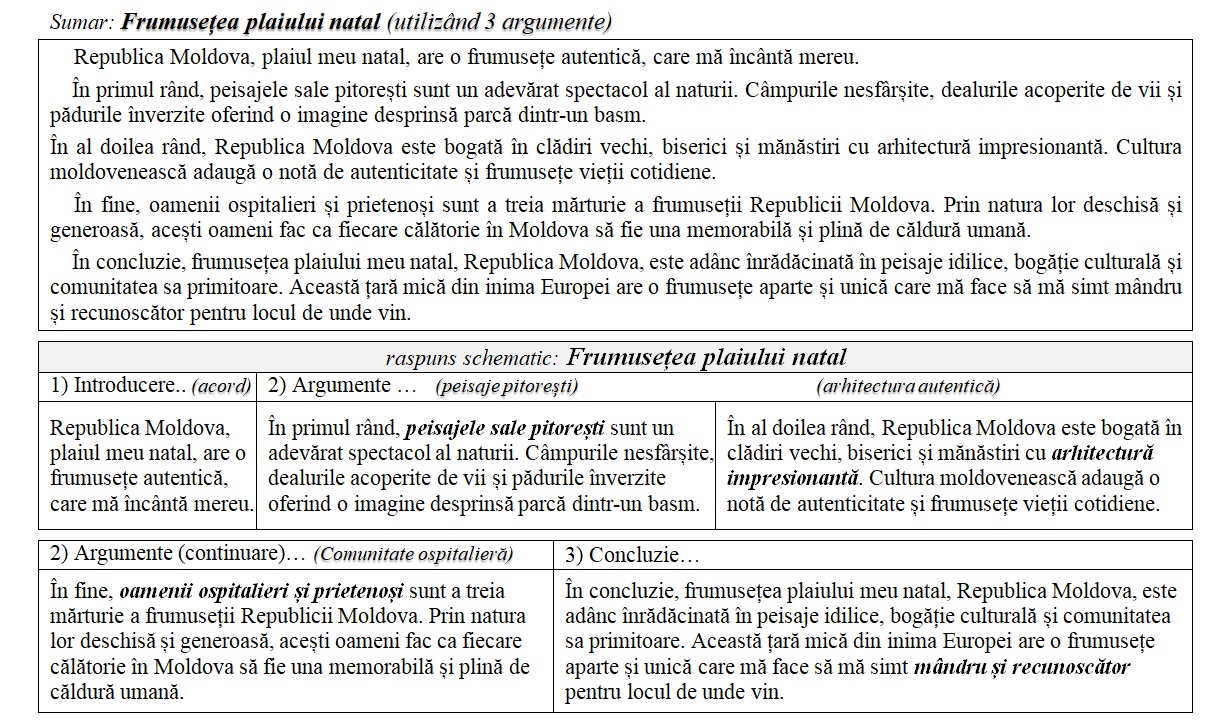 Sumar: Frumusețea plaiului natal (utilizând 3 argumente)
Republica Moldova, plaiul meu natal, are o frumusețe autentică, care mă încântă mereu.
În primul rând, peisajele sale pitorești sunt un adevărat spectacol al naturii. Câmpurile nesfârșite, dealurile acoperite de vii și
pădurile înverzite oferind o imagine desprinsă parcă dintr-un basm.
În al doilea rând, Republica Moldova este bogată în clădiri vechi, biserici și mănăstiri cu arhitectură impresionantă. Cultura
moldovenească adaugă o notă de autenticitate și frumusețe vieții cotidiene.
În fine, oamenii ospitalieri și prietenoși sunt a treia mărturie a frumuseții Republicii Moldova. Prin natura lor deschisă și
generoasă, acești oameni fac ca fiecare călătorie în Moldova să fie una memorabilă și plină de căldură umană.
În concluzie, frumusețea plaiului meu natal, Republica Moldova, este adânc înrădăcinată în peisaje idilice, bogăție culturală și
comunitatea sa primitoare. Această țară mică din inima Europei are o frumusețe aparte și unică care mă face să mă simt mândru
și recunoscător pentru locul de unde vin.
raspuns schematic: Frumusețea plaiului natal
1) Introducere.. (acord)
2) Argumente … (peisaje pitorești) (arhitectura autentică)
Republica Moldova,
plaiul meu natal, are o
frumusețe autentică,
care mă încântă mereu.
În primul rând, peisajele sale pitorești sunt un
adevărat spectacol al naturii. Câmpurile nesfârșite,
dealurile acoperite de vii și pădurile înverzite
oferind o imagine desprinsă parcă dintr-un basm.
În al doilea rând, Republica Moldova este bogată în
clădiri vechi, biserici și mănăstiri cu arhitectură
impresionantă. Cultura moldovenească adaugă o
notă de autenticitate și frumusețe vieții cotidiene.
2) Argumente (continuare)… (Comunitate ospitalieră)
În fine, oamenii ospitalieri și prietenoși sunt a treia
mărturie a frumuseții Republicii Moldova. Prin natura
lor deschisă și generoasă, acești oameni fac ca fiecare
călătorie în Moldova să fie una memorabilă și plină de
căldură umană.
3) Concluzie…
În concluzie, frumusețea plaiului meu natal, Republica Moldova, este
adânc înrădăcinată în peisaje idilice, bogăție culturală și comunitatea
sa primitoare. Această țară mică din inima Europei are o frumusețe
aparte și unică care mă face să mă simt mândru și recunoscător
pentru locul de unde vin.